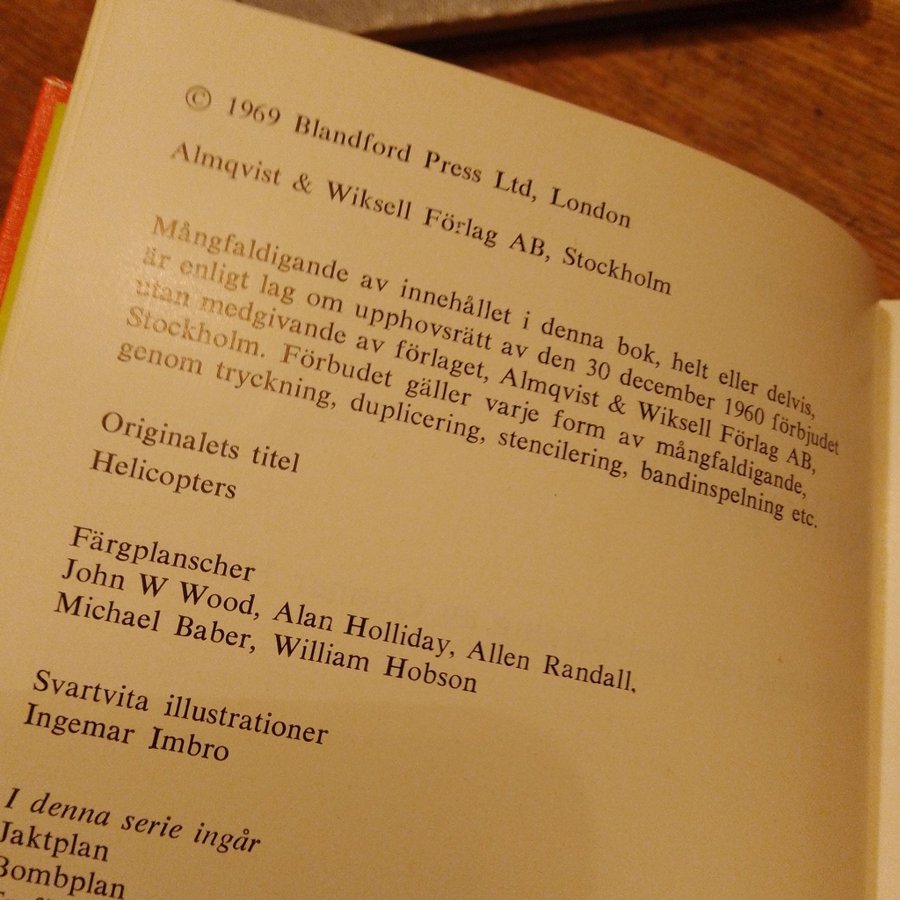 © 1969 Blandford Press Ltd, London
Almqvist & Wiksell Förlag AB, Stockholm
Mångfaldigande av innehållet i denna bok, helt eller delvis,
är enligt lag om upphovsrätt av den 30 december 1960 förbjudet
utan medgivande av förlaget, Almqvist & Wiksell Förlag AB,
Stockholm. Förbudet gäller varje form av mångfaldigande,
genom tryckning, duplicering, stencilering, bandinspelning etc.
Originalets titel
Helicopters
Färgplanscher
John W Wood, Alan Holliday, Allen Randall.
Michael Baber, William Hobson
Svartvita illustrationer
Ingemar Imbro
I denna serie ingår
Jaktplan
Bombplan